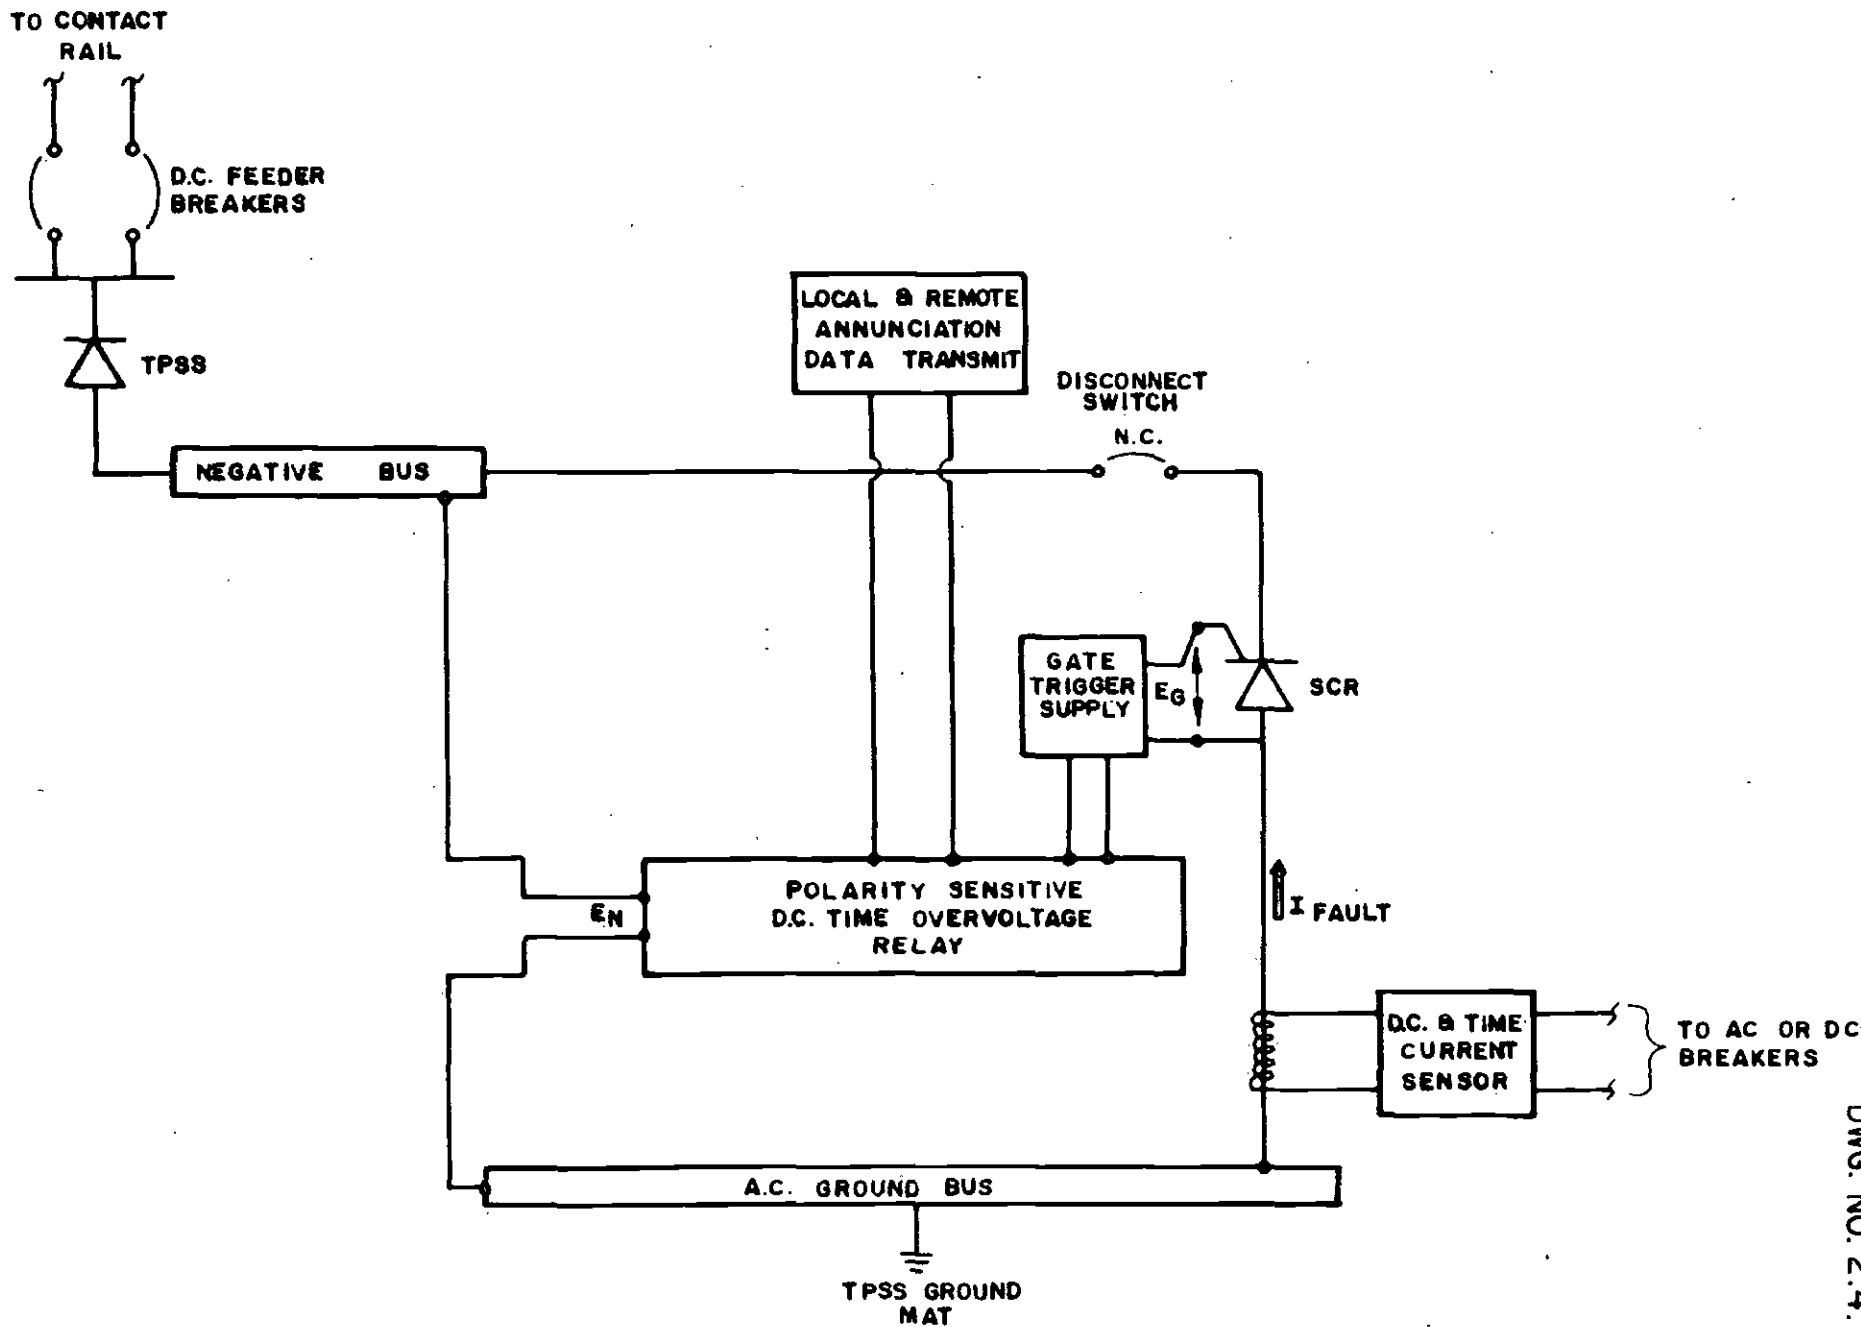 TO CONTACT
RAIL
D.C. FEEDER
BREAKERS
TPSS
LOCAL & REMOTE
ANNUNCIATION
DATA TRANSMIT
DISCONNECT
SWITCH
N.C.
NEGATIVE BUS
GATE
TRIGGER
SUPPLY
EG
SCR
POLARITY SENSITIVE
D.C. TIME OVERVOLTAGE
RELAY
EN
I FAULT
D.C. & TIME
CURRENT
SENSOR
TO AC OR DC
BREAKERS
A.C. GROUND BUS
TPSS GROUND
MAT
DWG. NO. 2.4.